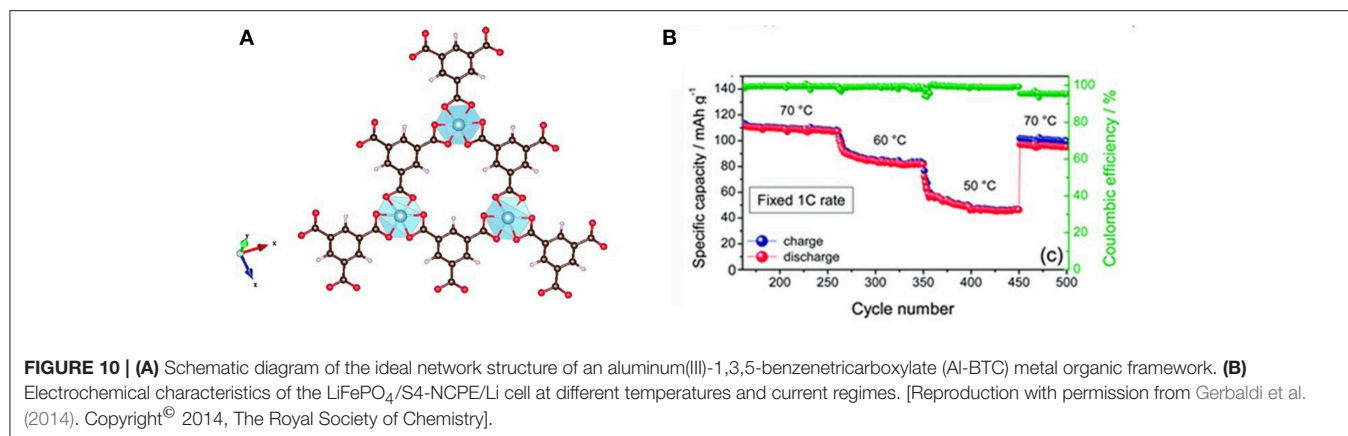 A
B
x
y
z
Specific capacity / mAh g⁻¹
140
120
100
80
60
40
20
0
70 °C
60 °C
50 °C
70 °C
Fixed 1C rate
charge
discharge
(c)
200
250
300
350
400
450
500
Cycle number
100
80
60
40
20
0
Coulombic efficiency / %
FIGURE 10 | (A) Schematic diagram of the ideal network structure of an aluminum(III)-1,3,5-benzenetricarboxylate (Al-BTC) metal organic framework. (B)
Electrochemical characteristics of the LiFePO₄/S4-NCPE/Li cell at different temperatures and current regimes. [Reproduction with permission from Gerbaldi et al.
(2014). Copyright© 2014, The Royal Society of Chemistry].